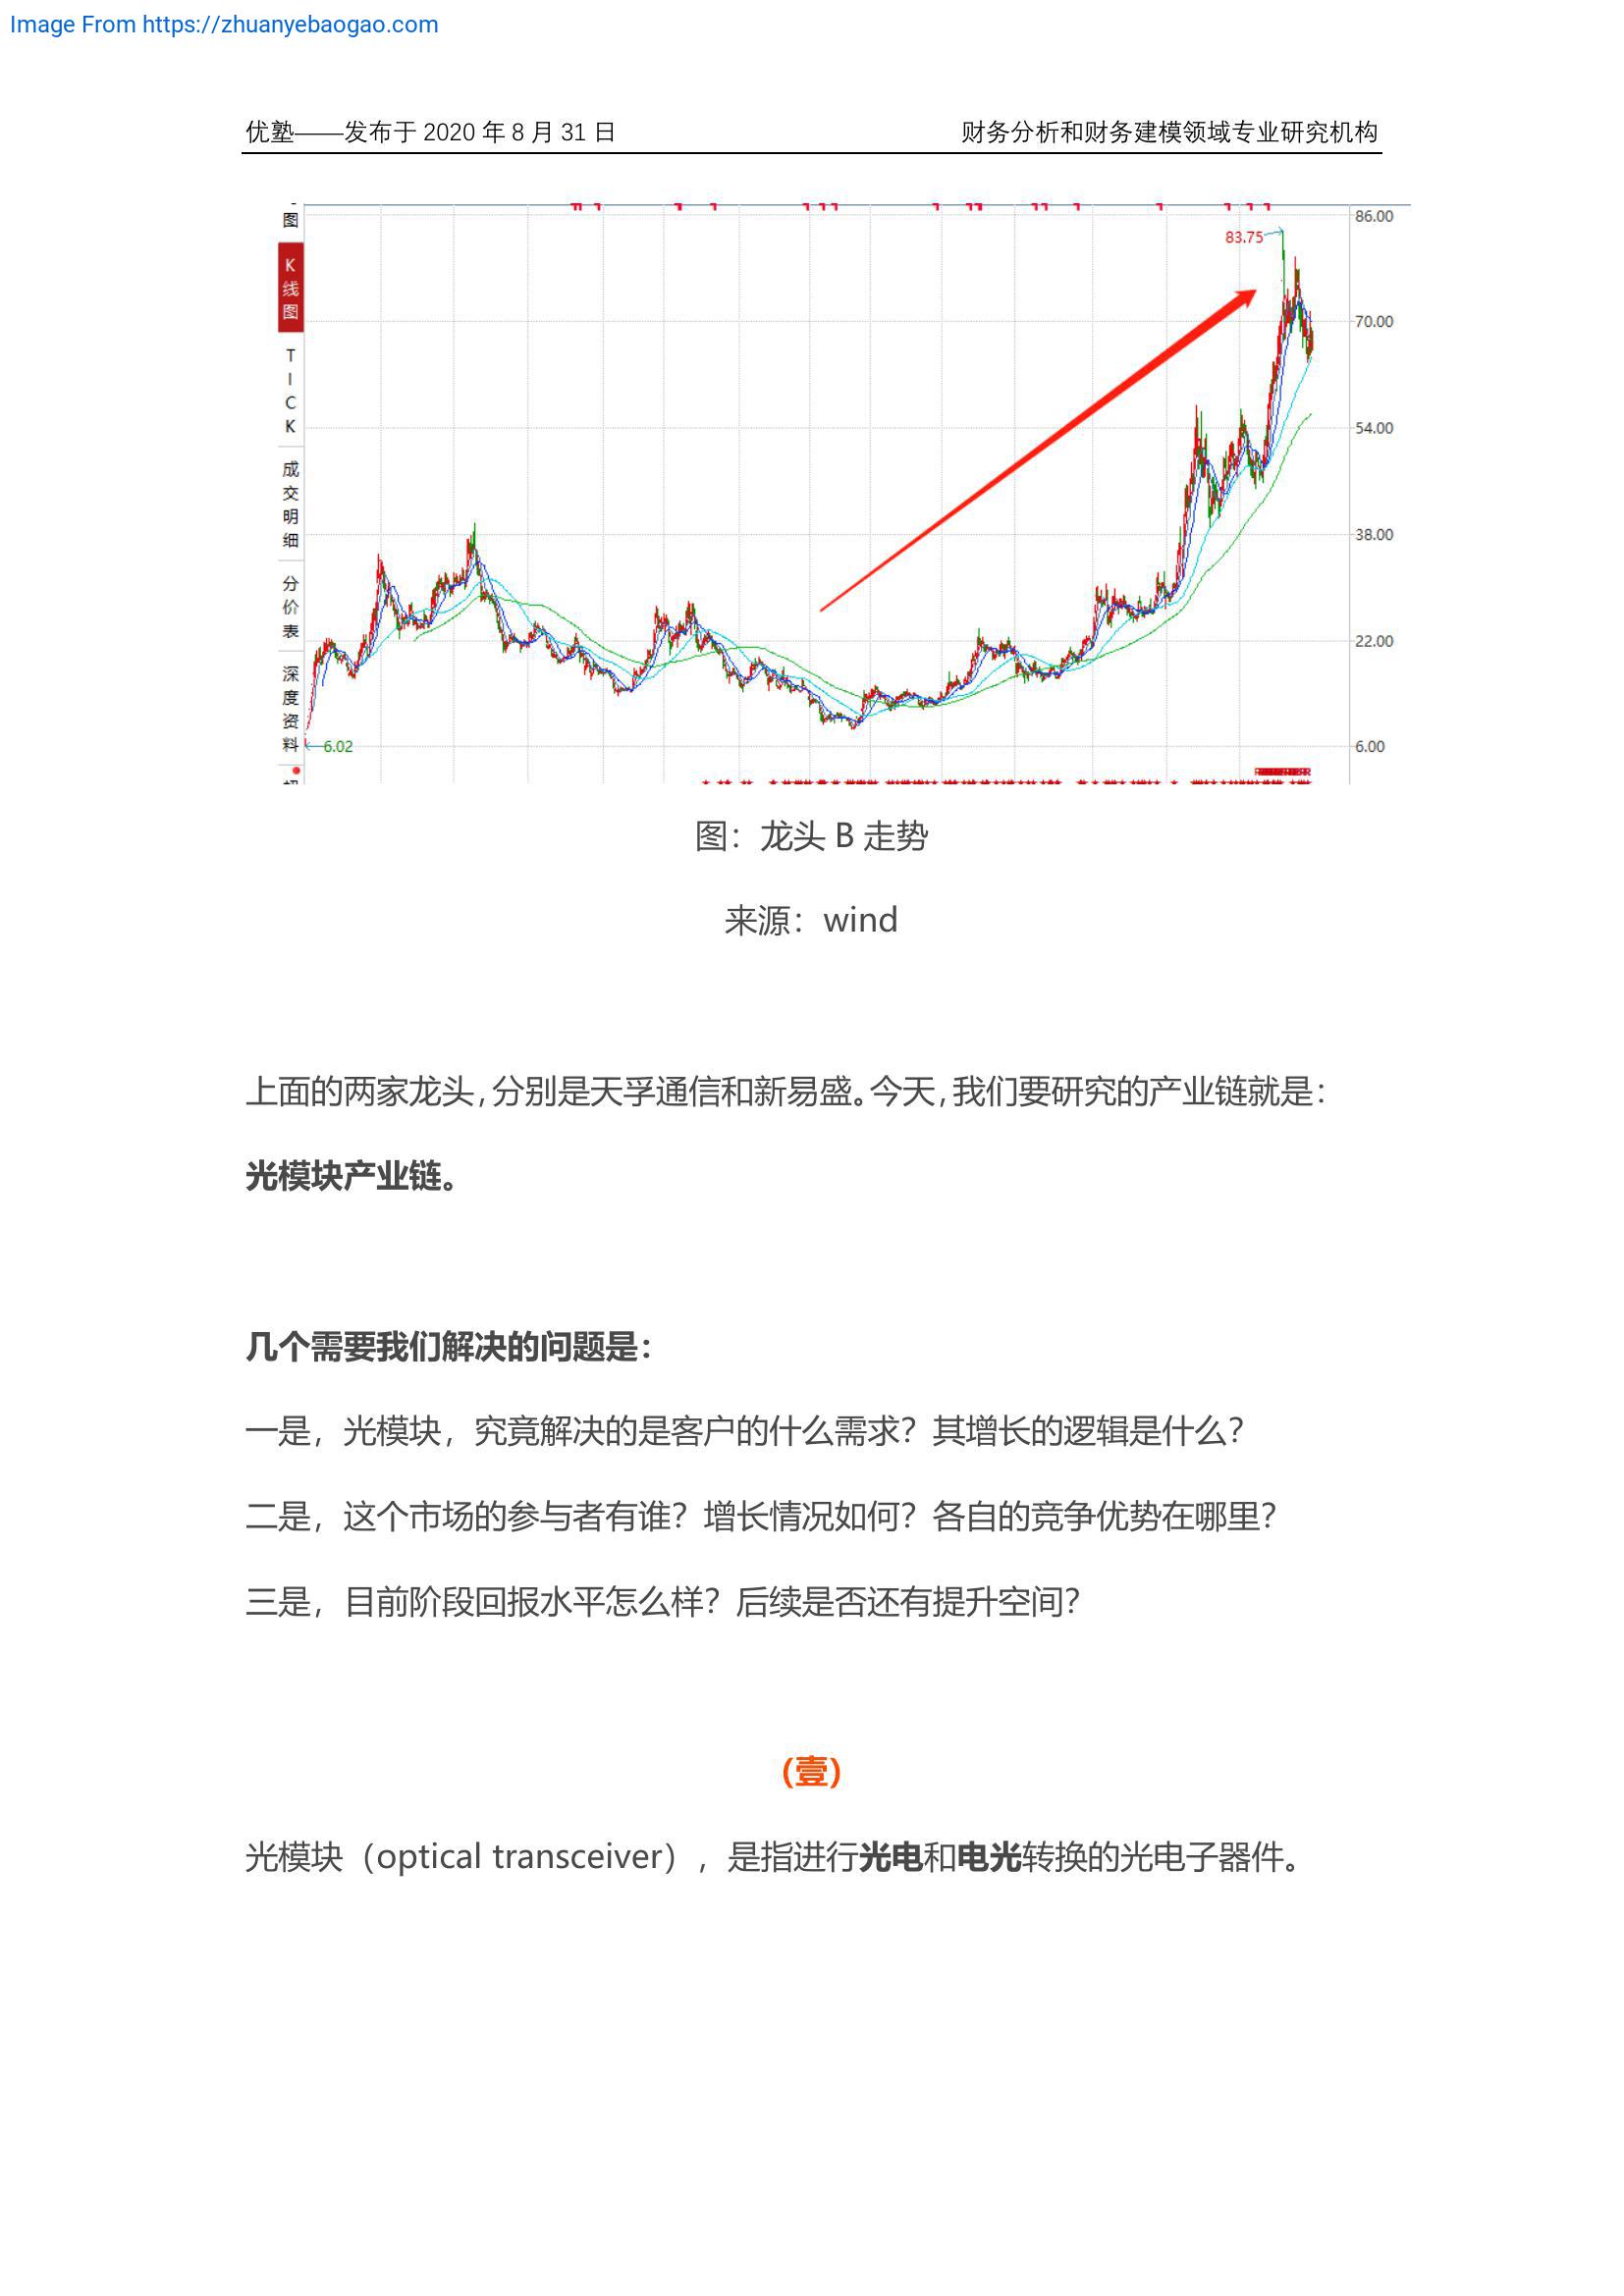 Image From https://zhuanyebaogao.com
优塾——发布于 2020 年 8 月 31 日 财务分析和财务建模领域专业研究机构
图
K线图
TICK
成交明细
分价表
深度资料
86.00
83.75
70.00
54.00
38.00
22.00
6.02
6.00
图：龙头 B 走势
来源：wind
上面的两家龙头，分别是天孚通信和新易盛。今天，我们要研究的产业链就是：
光模块产业链。
几个需要我们解决的问题是：
一是，光模块，究竟解决的是客户的什么需求？其增长的逻辑是什么？
二是，这个市场的参与者有谁？增长情况如何？各自的竞争优势在哪里？
三是，目前阶段回报水平怎么样？后续是否还有提升空间？
（壹）
光模块（optical transceiver），是指进行光电和电光转换的光电子器件。